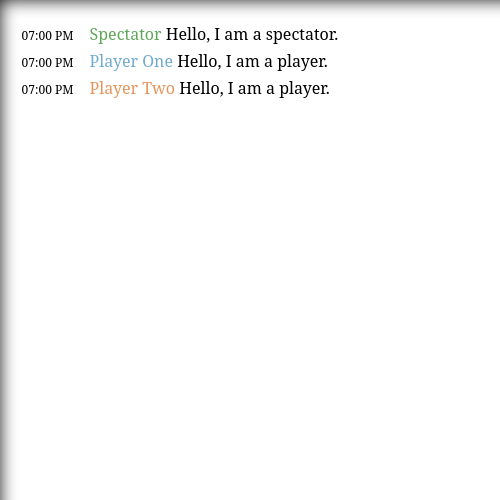 07:00 PM Spectator Hello, I am a spectator.
07:00 PM Player One Hello, I am a player.
07:00 PM Player Two Hello, I am a player.